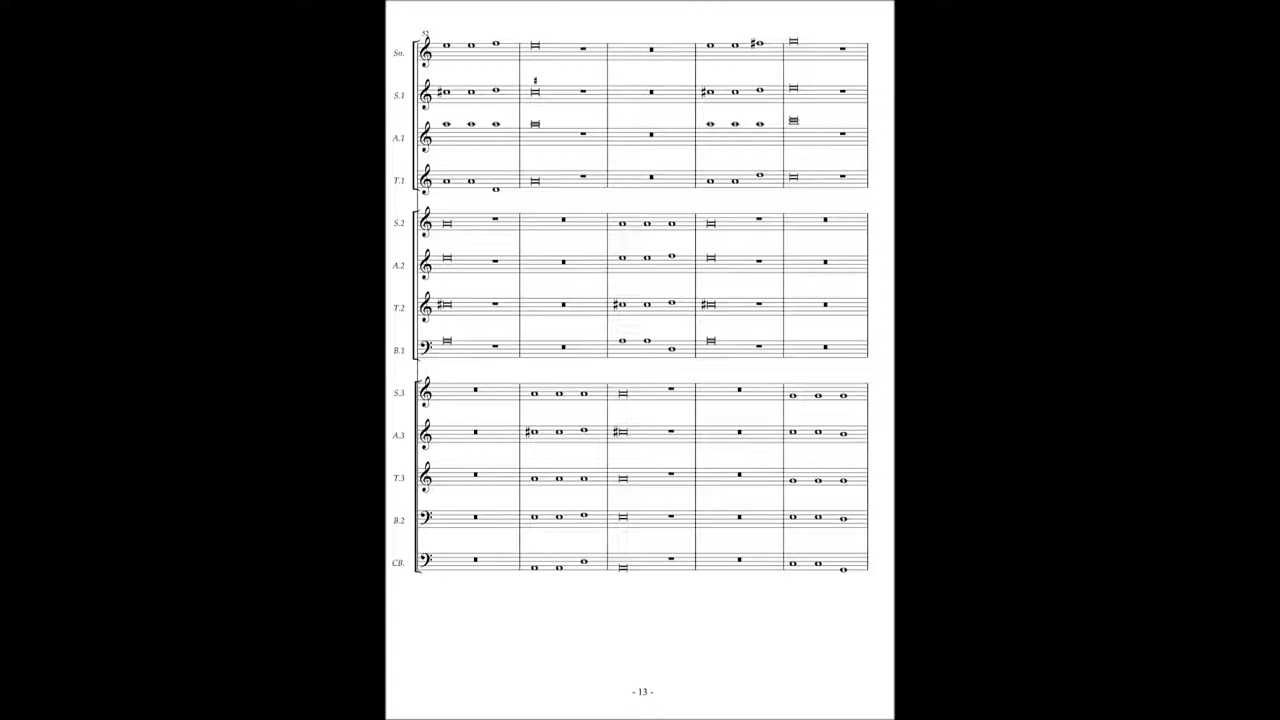 52
Sn.
S.1
A.1
T.1
S.2
A.2
T.2
B.1
S.3
A.3
T.3
B.2
CB.
- 13 -